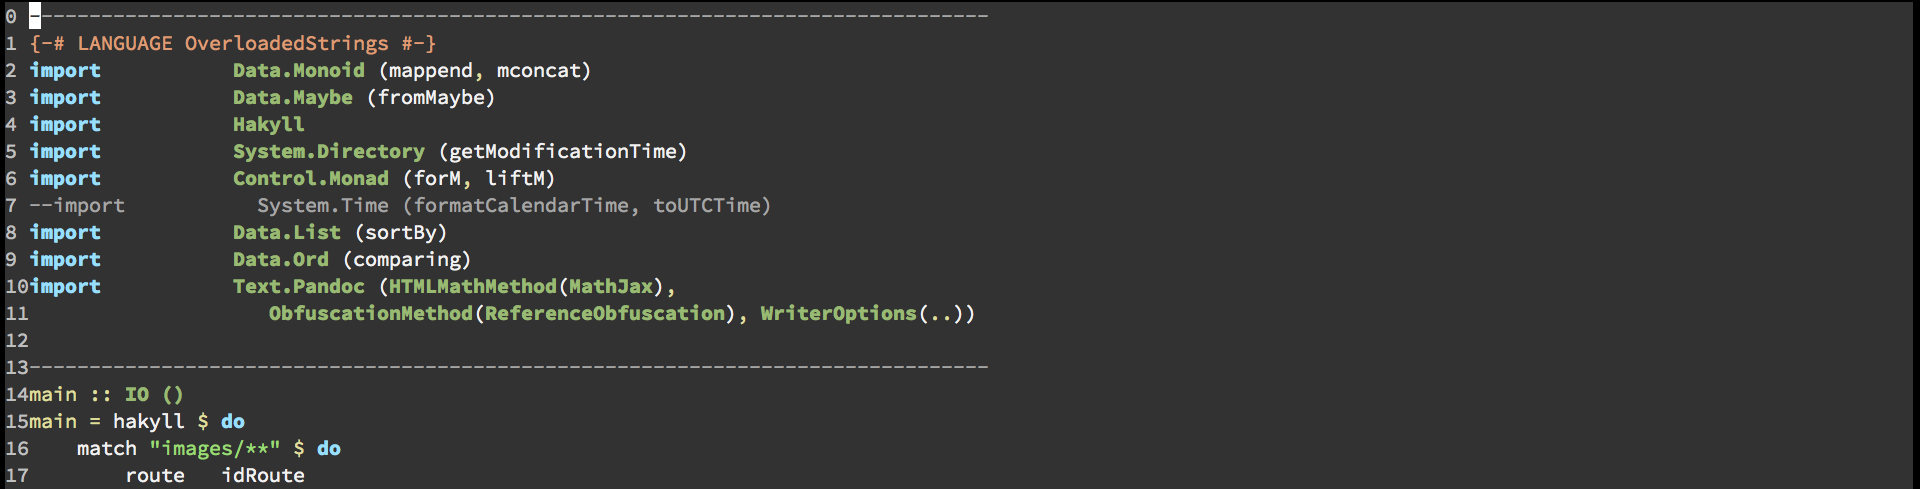 0 --------------------------------------------------------------------------------
1 {-# LANGUAGE OverloadedStrings #-}
2 import           Data.Monoid (mappend, mconcat)
3 import           Data.Maybe (fromMaybe)
4 import           Hakyll
5 import           System.Directory (getModificationTime)
6 import           Control.Monad (forM, liftM)
7 --import           System.Time (formatCalendarTime, toUTCTime)
8 import           Data.List (sortBy)
9 import           Data.Ord (comparing)
10import           Text.Pandoc (HTMLMathMethod(MathJax),
11                    ObfuscationMethod(ReferenceObfuscation), WriterOptions(..))
12
13--------------------------------------------------------------------------------
14main :: IO ()
15main = hakyll $ do
16    match "images/**" $ do
17        route   idRoute